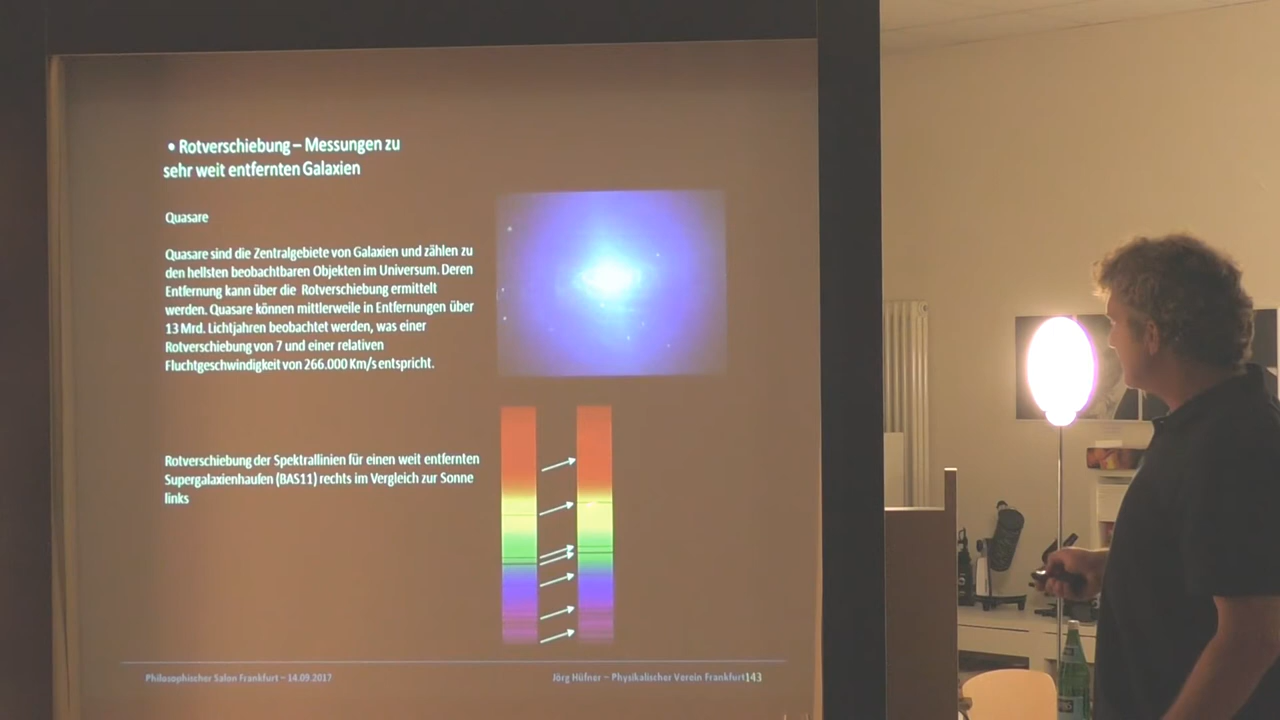 • Rotverschiebung – Messungen zu
sehr weit entfernten Galaxien
Quasare
Quasare sind die Zentralgebiete von Galaxien und zählen zu
den hellsten beobachtbaren Objekten im Universum. Deren
Entfernung kann über die Rotverschiebung ermittelt
werden. Quasare können mittlerweile in Entfernungen über
13 Mrd. Lichtjahren beobachtet werden, was einer
Rotverschiebung von 7 und einer relativen
Fluchtgeschwindigkeit von 266.000 Km/s entspricht.
Rotverschiebung der Spektrallinien für einen weit entfernten
Supergalaxienhaufen (BAS11) rechts im Vergleich zur Sonne
links
Philosophischer Salon Frankfurt – 14.09.2017
Jörg Hüfner – Physikalischer Verein Frankfurt143